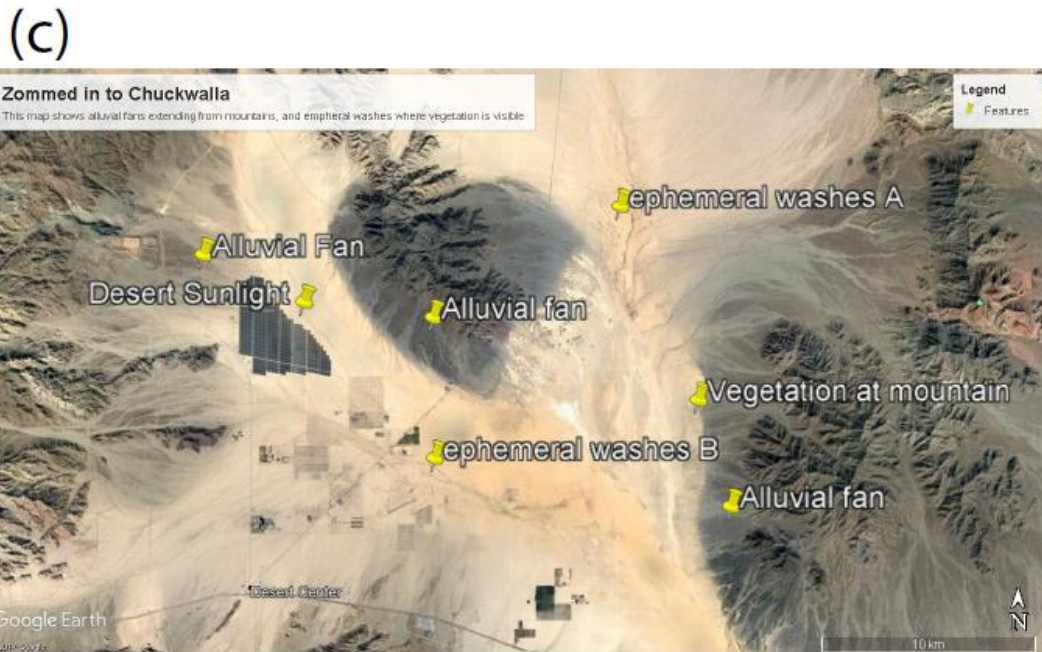 (c)
Zommed in to Chuckwalla
This map shows alluvial fans extending from mountains, and empheral washes where vegetation is visible
Legend
Features
ephemeral washes A
Alluvial Fan
Desert Sunlight
Alluvial fan
Vegetation at mountain
ephemeral washes B
Alluvial fan
Desert Center
Google Earth
N
10 km